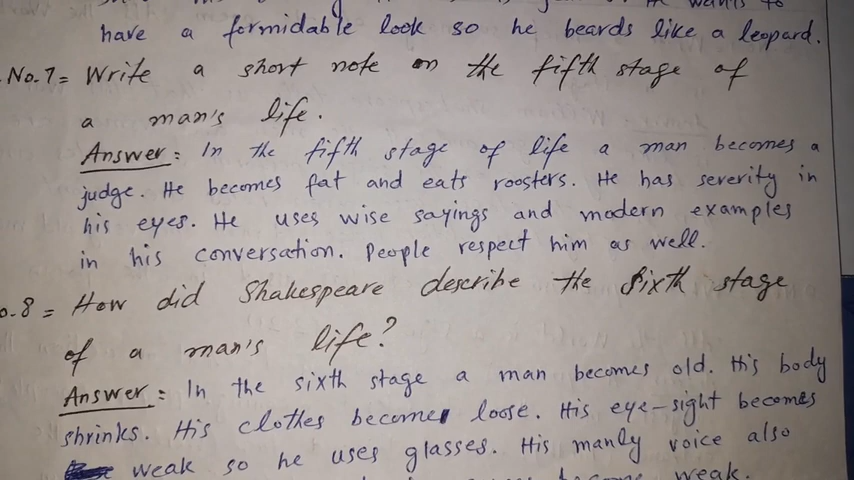 wants to
have a formidable look so he beards like a leopard.
No.7= Write a short note on the fifth stage of
a man's life.
Answer: In the fifth stage of life a man becomes a
judge. He becomes fat and eats roosters. He has severity in
his eyes. He uses wise sayings and modern examples
in his conversation. People respect him as well.
o.8 = How did Shakespeare describe the sixth stage
of a man's life?
Answer: In the sixth stage a man becomes old. His body
shrinks. His clothes become loose. His eye-sight becomes
weak so he uses glasses. His manly voice also
weak.